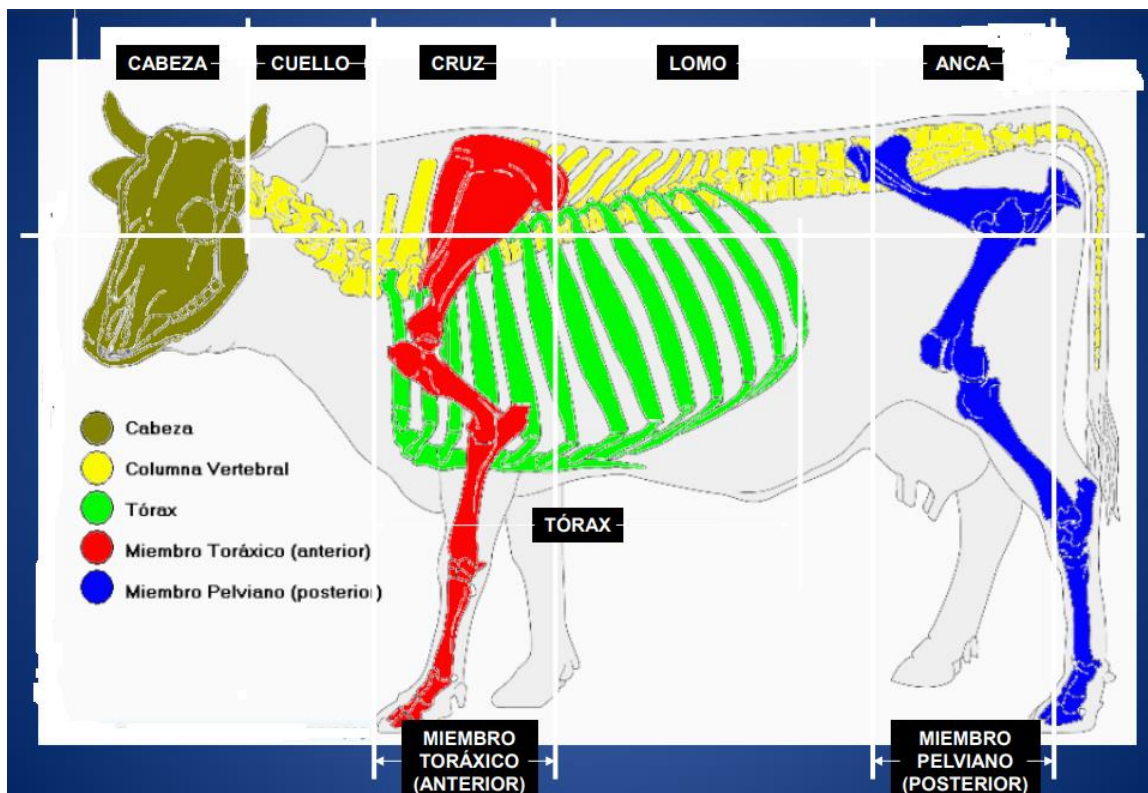 CABEZA
CUELLO
CRUZ
LOMO
ANCA
Cabeza
Columna Vertebral
Tórax
Miembro Toráxico (anterior)
Miembro Pelviano (posterior)
TÓRAX
MIEMBRO
TORÁXICO
(ANTERIOR)
MIEMBRO
PELVIANO
(POSTERIOR)